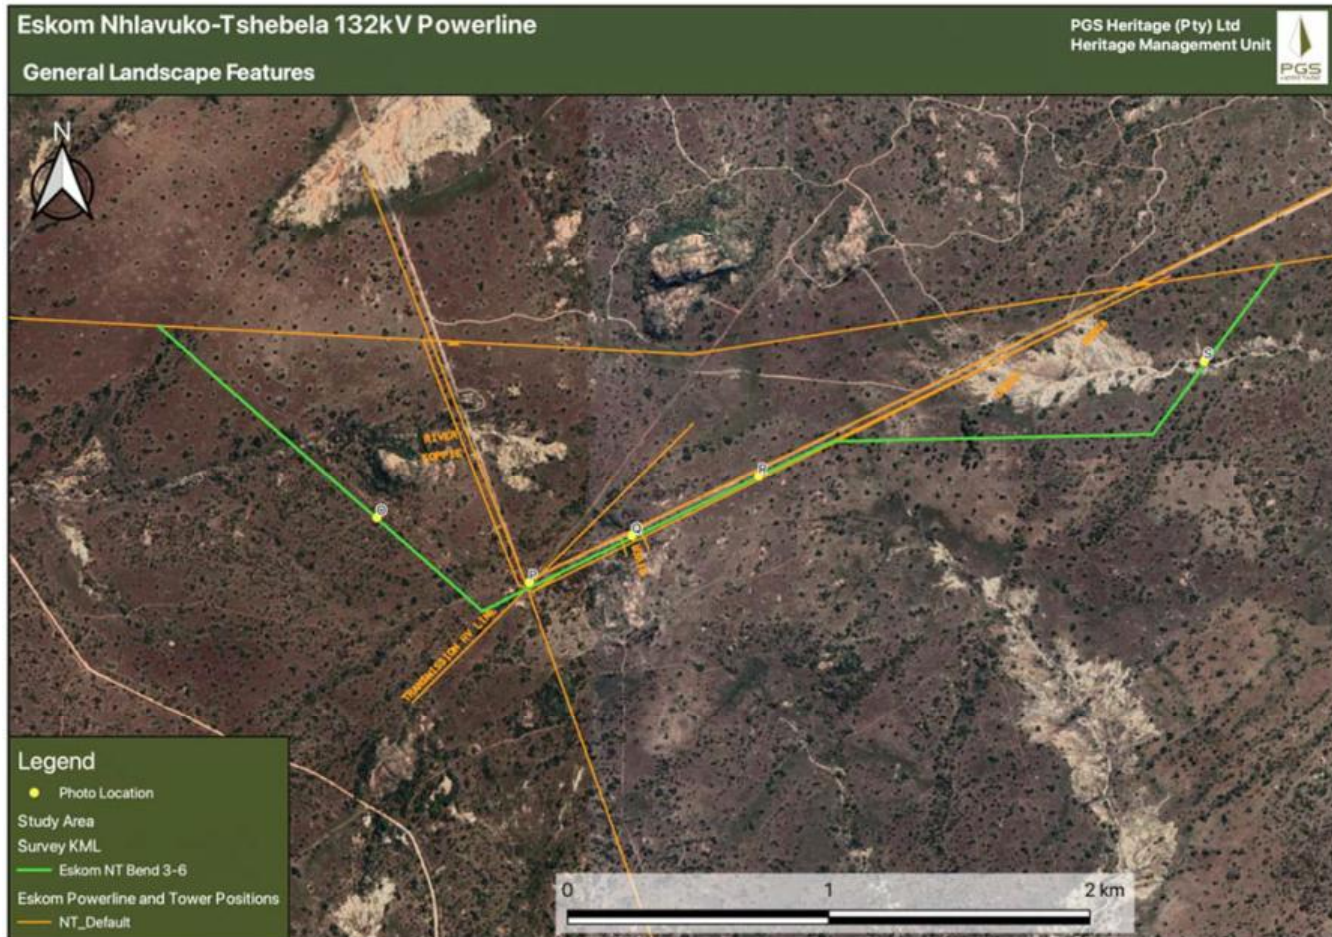 Eskom Nhlavuko-Tshebela 132kV Powerline
PGS Heritage (Pty) Ltd
Heritage Management Unit
General Landscape Features
PGS
HERITAGE
N
S
RIVER
KOPPIE
R
Q
P
TRANSMISSION HV LINE
Legend
Photo Location
Study Area
Survey KML
Eskom NT Bend 3-6
Eskom Powerline and Tower Positions
NT_Default
0
1
2 km